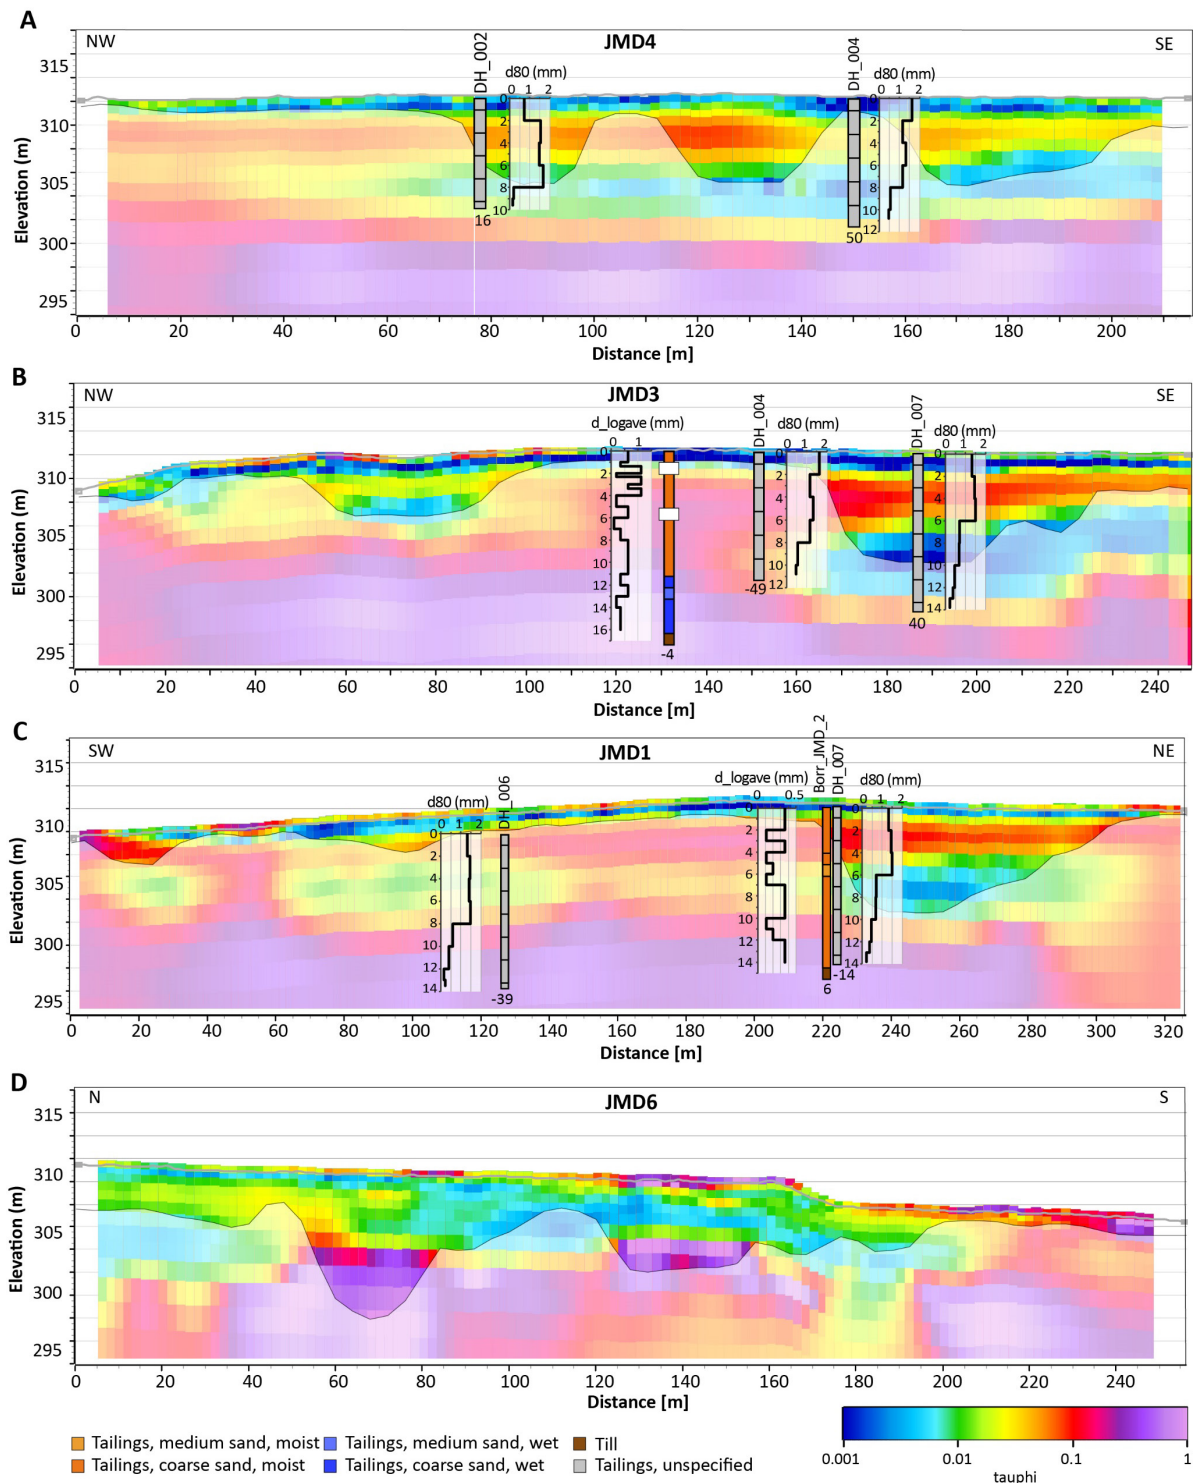 A
NW
JMD4
SE
DH_002
d80 (mm)
0 1 2
DH_004
d80 (mm)
0 1 2
315
310
305
300
295
Elevation (m)
0
2
4
6
8
10
16
0
2
4
6
8
10
12
50
0 20 40 60 80 100 120 140 160 180 200
Distance [m]
B
NW
JMD3
SE
d_logave (mm)
0 1
DH_004
d80 (mm)
0 1 2
DH_007
d80 (mm)
0 1 2
315
310
305
300
295
Elevation (m)
0
2
4
6
8
10
12
14
16
-4
0
2
4
6
8
10
12
-49
0
2
4
6
8
10
12
14
40
0 20 40 60 80 100 120 140 160 180 200 220 240
Distance [m]
C
SW
JMD1
NE
d80 (mm)
0 1 2
DH_006
d_logave (mm)
0 0.5
Borr_JMD_2
DH_007
d80 (mm)
0 1 2
315
310
305
300
295
Elevation (m)
0
2
4
6
8
10
12
14
-39
0
2
4
6
8
10
12
14
6
-14
0
2
4
6
8
10
12
14
0 20 40 60 80 100 120 140 160 180 200 220 240 260 280 300 320
Distance [m]
D
N
JMD6
S
315
310
305
300
295
Elevation (m)
0 20 40 60 80 100 120 140 160 180 200 220 240
Distance [m]
Tailings, medium sand, moist
Tailings, medium sand, wet
Till
Tailings, coarse sand, moist
Tailings, coarse sand, wet
Tailings, unspecified
0.001 0.01 0.1 1
tauphi